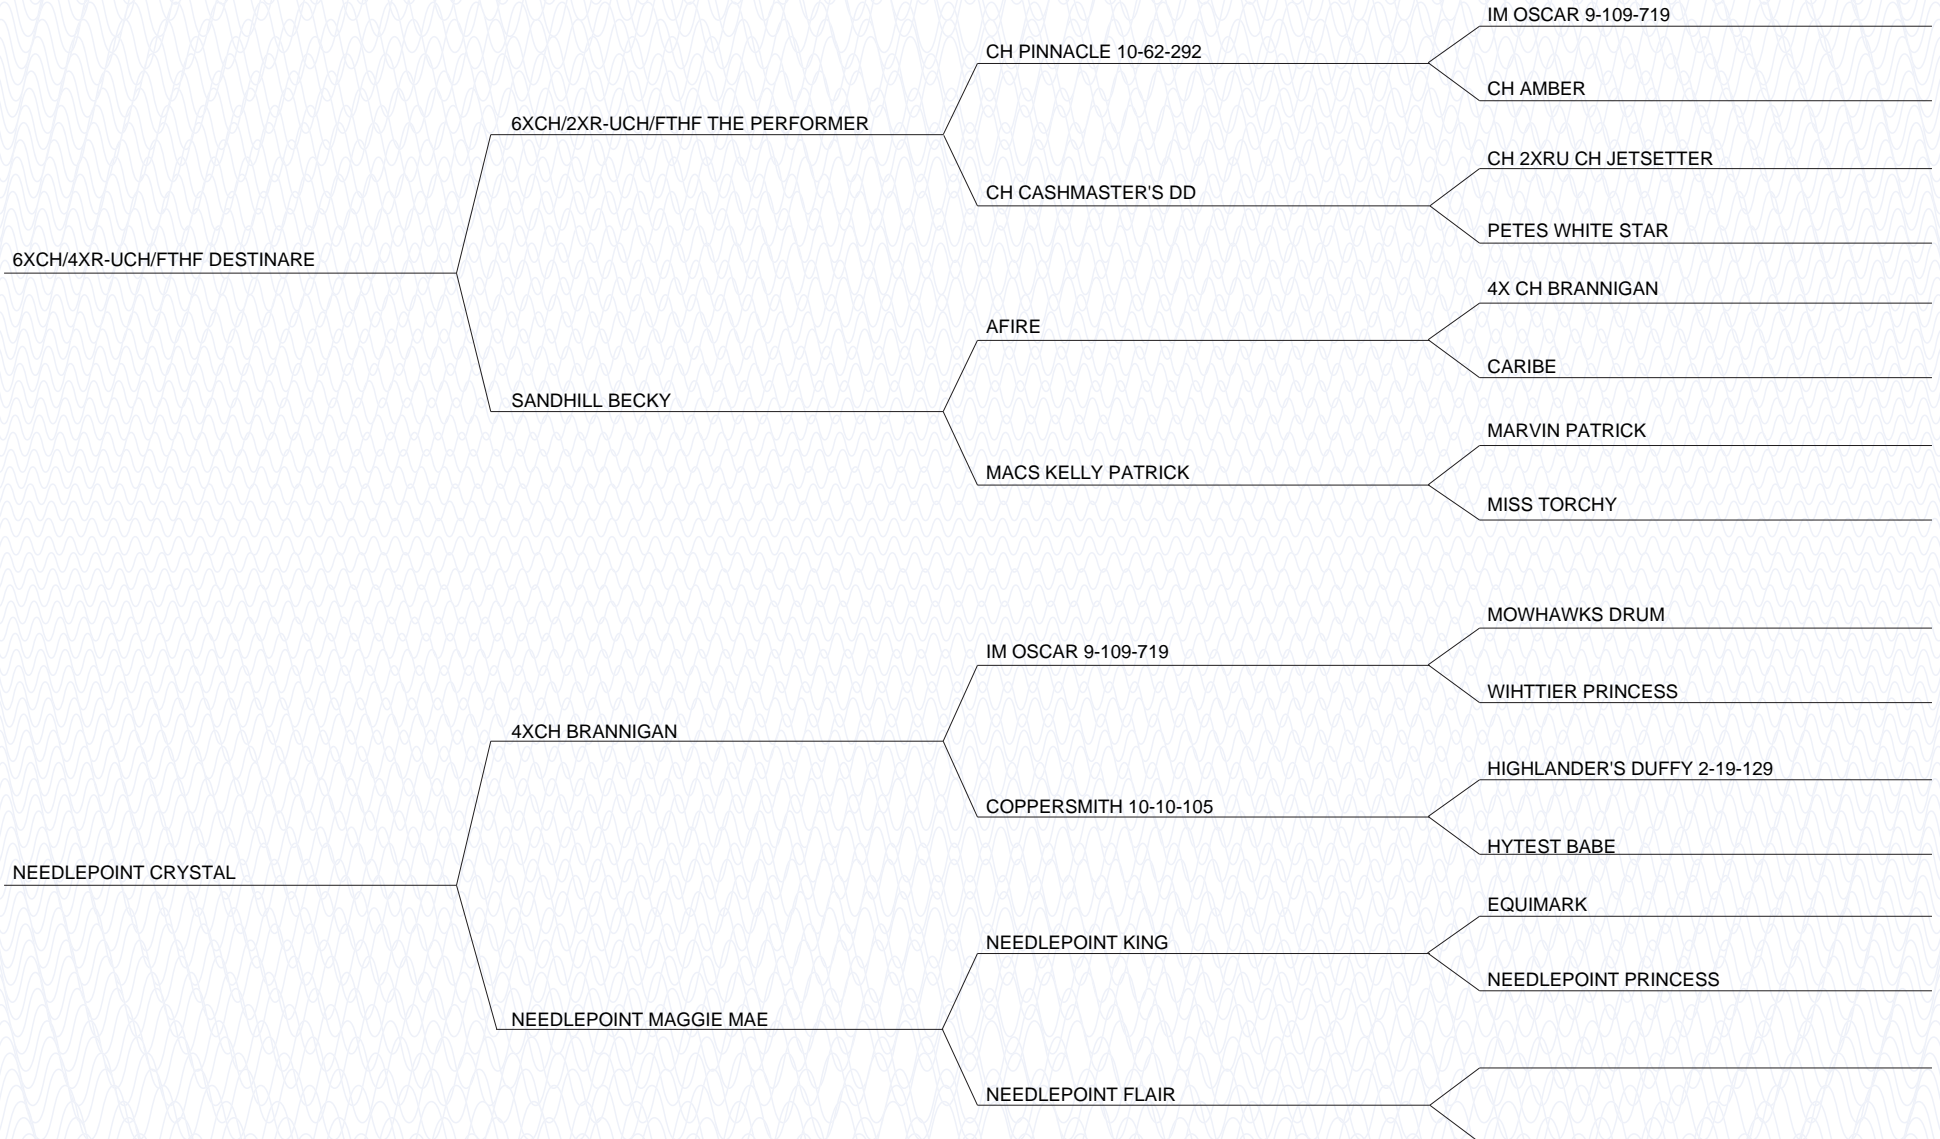 IM OSCAR 9-109-719
CH PINNACLE 10-62-292
CH AMBER
6XCH/2XR-UCH/FTHF THE PERFORMER
CH 2XRU CH JETSETTER
CH CASHMASTER'S DD
PETES WHITE STAR
6XCH/4XR-UCH/FTHF DESTINARE
4X CH BRANNIGAN
AFIRE
CARIBE
SANDHILL BECKY
MARVIN PATRICK
MACS KELLY PATRICK
MISS TORCHY
MOWHAWKS DRUM
IM OSCAR 9-109-719
WIHTTIER PRINCESS
4XCH BRANNIGAN
HIGHLANDER'S DUFFY 2-19-129
COPPERSMITH 10-10-105
HYTEST BABE
NEEDLEPOINT CRYSTAL
EQUIMARK
NEEDLEPOINT KING
NEEDLEPOINT PRINCESS
NEEDLEPOINT MAGGIE MAE
NEEDLEPOINT FLAIR